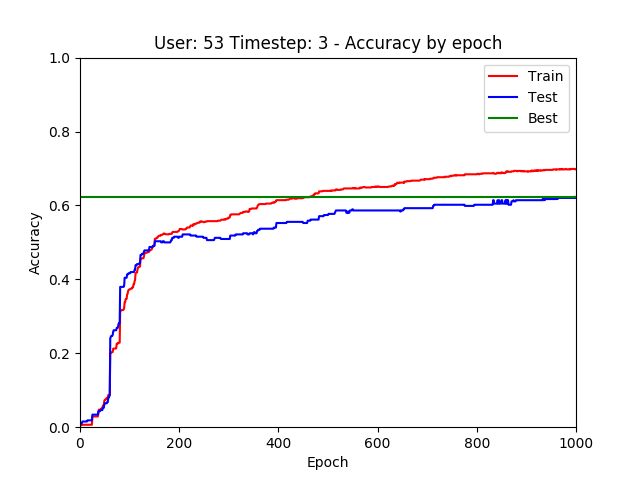 User: 53 Timestep: 3 - Accuracy by epoch
1.0
0.8
0.6
0.4
0.2
0.0
Accuracy
Train
Test
Best
0 200 400 600 800 1000
Epoch